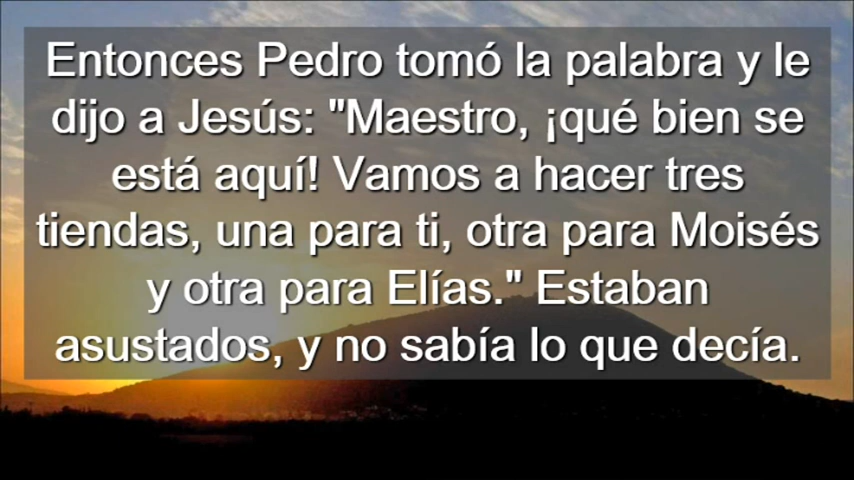 Entonces Pedro tomó la palabra y le
dijo a Jesús: "Maestro, ¡qué bien se
está aquí! Vamos a hacer tres
tiendas, una para ti, otra para Moisés
y otra para Elías." Estaban
asustados, y no sabía lo que decía.